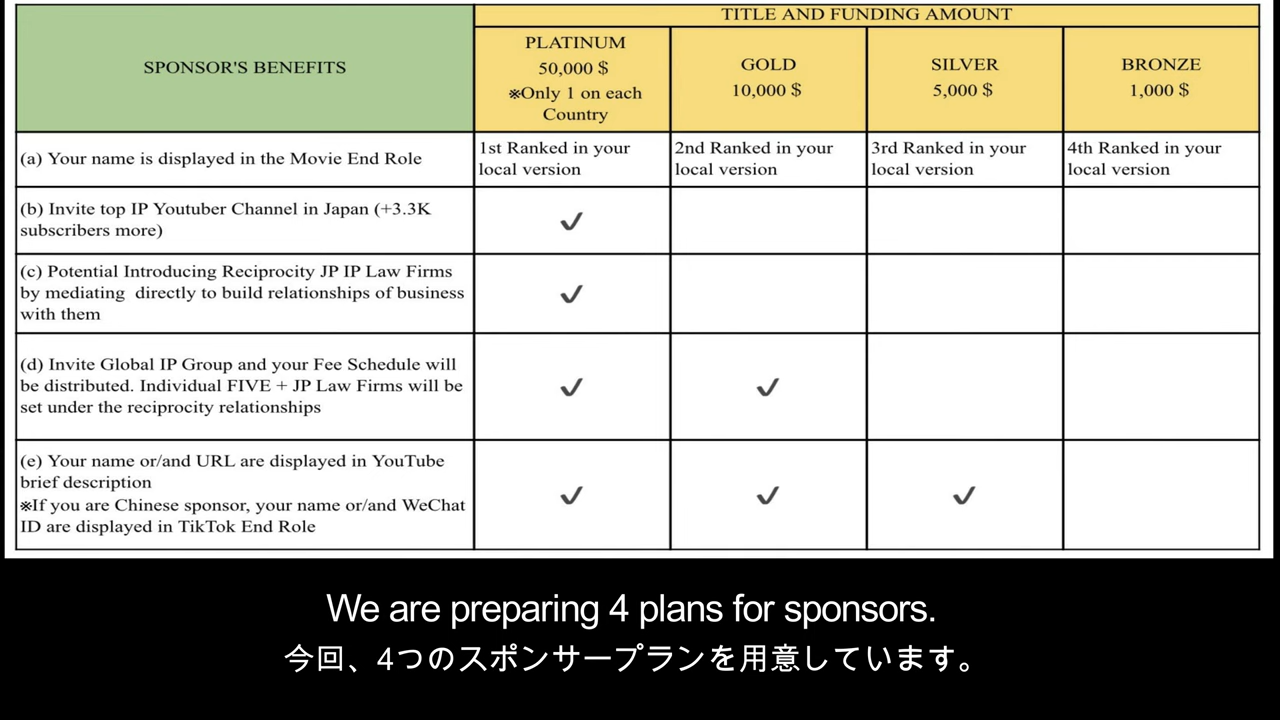 SPONSOR'S BENEFITS
TITLE AND FUNDING AMOUNT
PLATINUM
50,000 $
※Only 1 on each
Country
GOLD
10,000 $
SILVER
5,000 $
BRONZE
1,000 $
(a) Your name is displayed in the Movie End Role
1st Ranked in your
local version
2nd Ranked in your
local version
3rd Ranked in your
local version
4th Ranked in your
local version
(b) Invite top IP Youtuber Channel in Japan (+3.3K
subscribers more)
✓
(c) Potential Introducing Reciprocity JP IP Law Firms
by mediating  directly to build relationships of business
with them
✓
(d) Invite Global IP Group and your Fee Schedule will
be distributed. Individual FIVE + JP Law Firms will be
set under the reciprocity relationships
✓ ✓
(e) Your name or/and URL are displayed in YouTube
brief description
※If you are Chinese sponsor, your name or/and WeChat
ID are displayed in TikTok End Role
✓ ✓ ✓
We are preparing 4 plans for sponsors.
今回、4つのスポンサープランを用意しています。